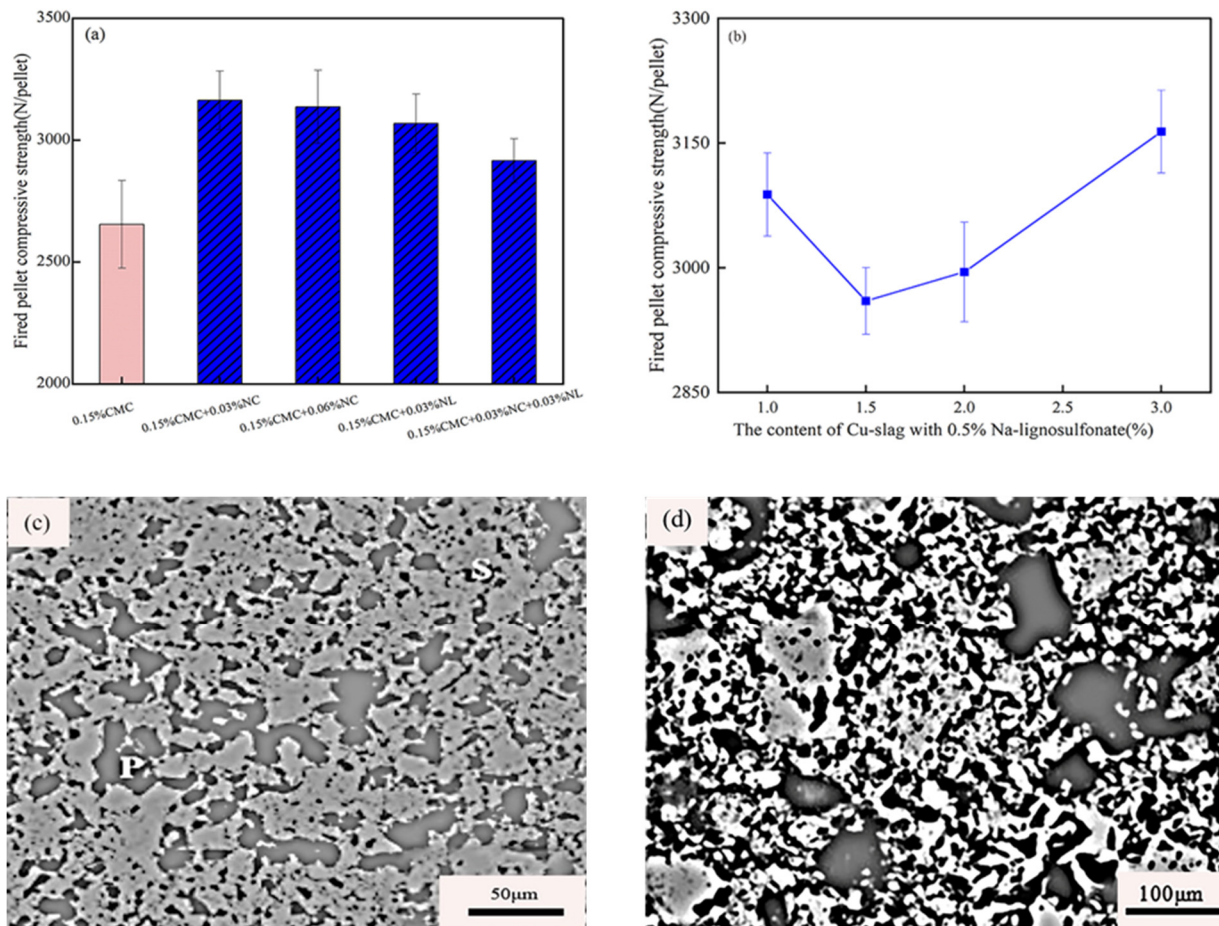 (a)
Fired pellet compressive strength(N/pellet)
3500
3000
2500
2000
0.15%CMC
0.15%CMC+0.03%NC
0.15%CMC+0.06%NC
0.15%CMC+0.03%NL
0.15%CMC+0.03%NC+0.03%NL
(b)
Fired pellet compressive strength(N/pellet)
3300
3150
3000
2850
1.0
1.5
2.0
2.5
3.0
The content of Cu-slag with 0.5% Na-lignosulfonate(%)
(c)
S
P
50μm
(d)
100μm